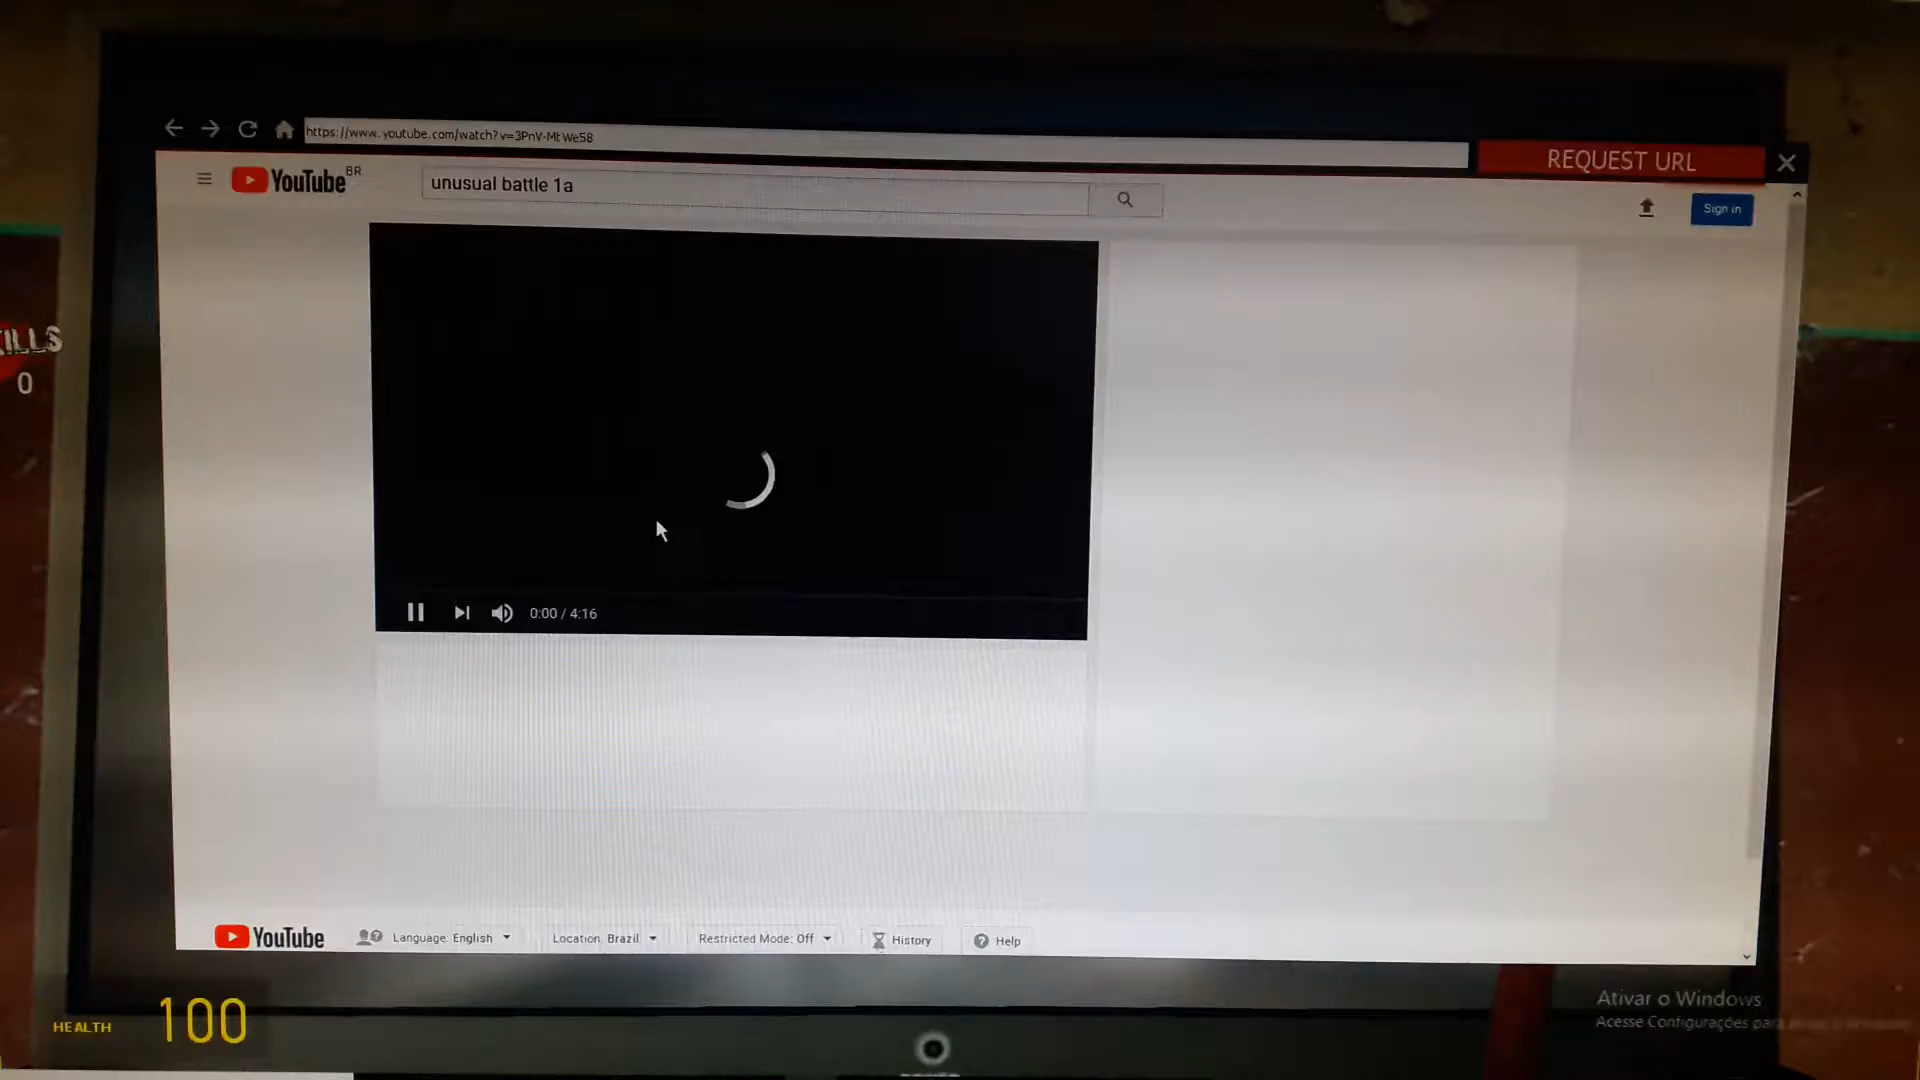 https://www.youtube.com/watch?v=3PnV-MtWe58
REQUEST URL
YouTube BR
unusual battle 1a
Sign in
KILLS
0
0:00 / 4:16
YouTube
Language: English
Location: Brazil
Restricted Mode: Off
History
Help
HEALTH
100
Ativar o Windows
Acesse Configurações para